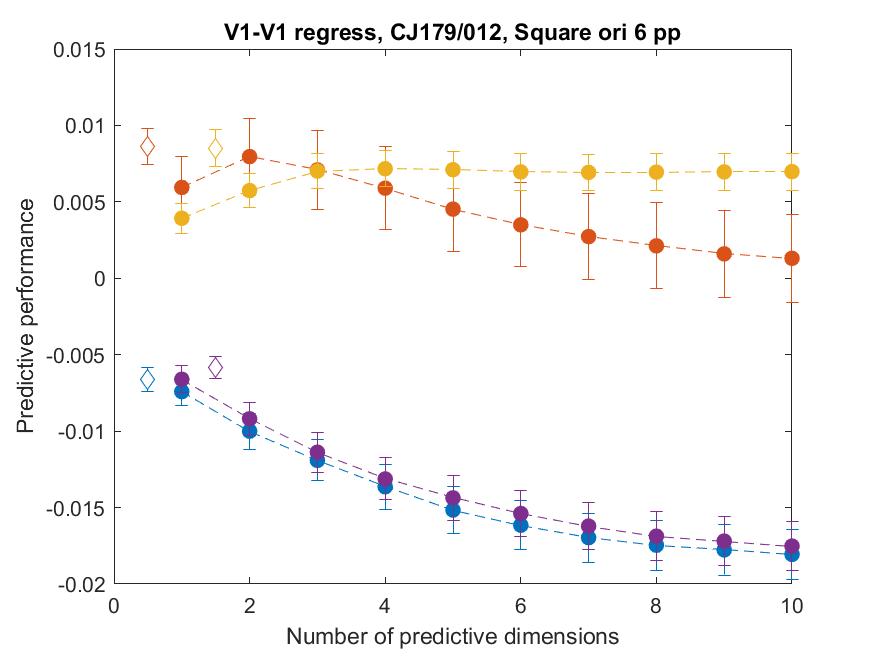 V1-V1 regress, CJ179/012, Square ori 6 pp
0.015
0.01
0.005
0
-0.005
-0.01
-0.015
-0.02
Predictive performance
0 2 4 6 8 10
Number of predictive dimensions